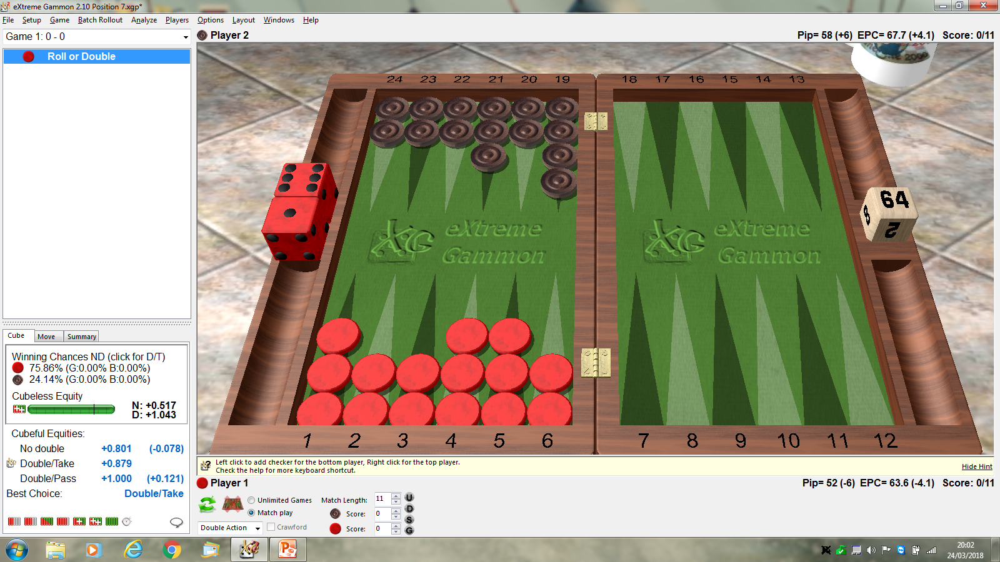 eXtreme Gammon 2.10 Position 7.xgp*
File Setup Game Batch Rollout Analyze Players Options Layout Windows Help
Game 1: 0 - 0
Roll or Double
Player 2
Pip= 58 (+6) EPC= 67.7 (+4.1) Score: 0/11
24 23 22 21 20 19 18 17 16 15 14 13
64
8
2
eXtreme Gammon
XG
eXtreme Gammon
XG
1 2 3 4 5 6 7 8 9 10 11 12
Cube Move Summary
Winning Chances ND (click for D/T)
75.86% (G:0.00% B:0.00%)
24.14% (G:0.00% B:0.00%)
Cubeless Equity
N: +0.517
D: +1.043
Cubeful Equities:
No double +0.801 (-0.078)
Double/Take +0.879
Double/Pass +1.000 (+0.121)
Best Choice: Double/Take
Left click to add checker for the bottom player, Right click for the top player.
Check the help for more keyboard shortcut.
Hide Hint
Player 1
Pip= 52 (-6) EPC= 63.6 (-4.1) Score: 0/11
Unlimited Games
Match play
Match Length: 11
Score: 0
Score: 0
U
D
S
G
Double Action
Crawford
20:02
24/03/2018